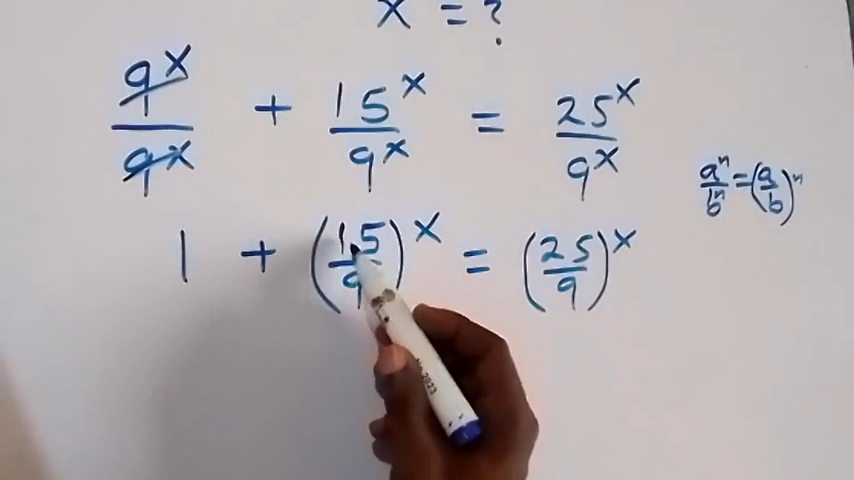 x = ?
9^x/9^x + 15^x/9^x = 25^x/9^x
a^n/b^n = (a/b)^n
1 + (15/9)^x = (25/9)^x